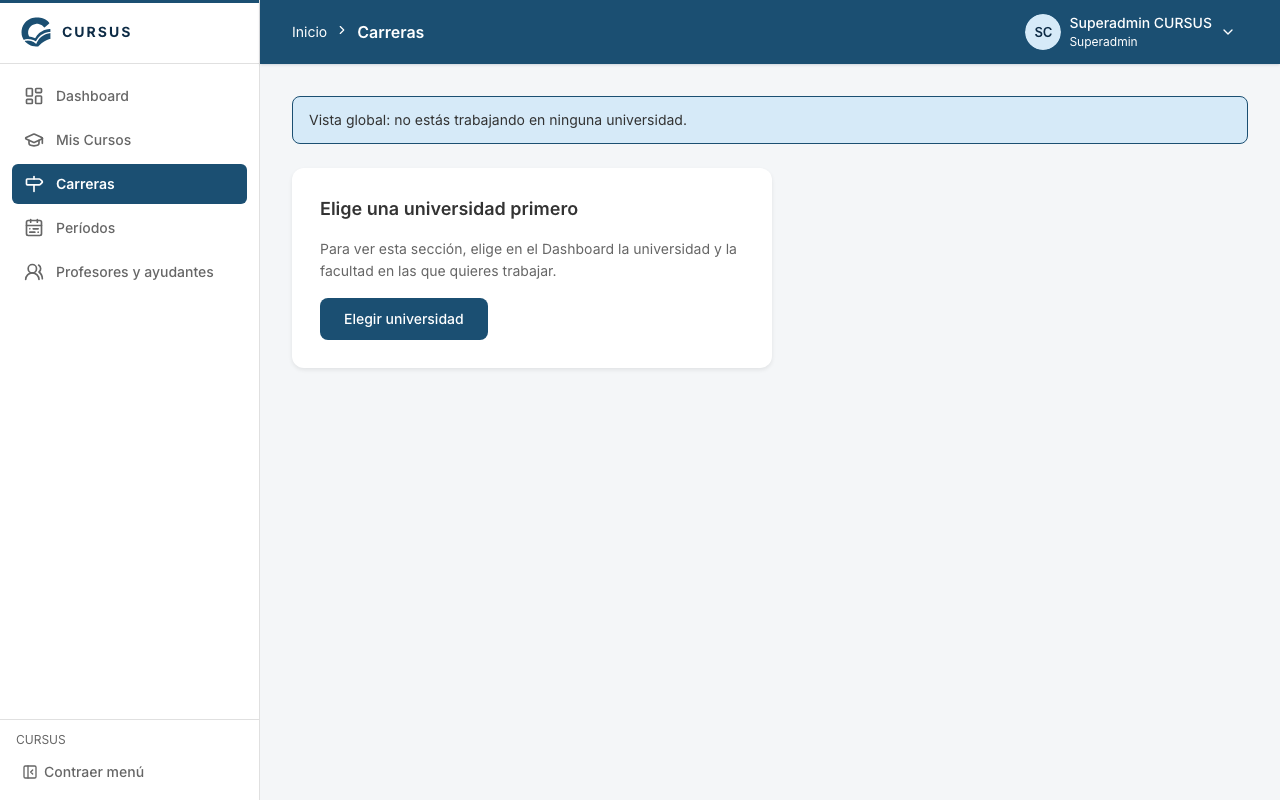 CURSUS
Inicio
Carreras
SC
Superadmin CURSUS
Superadmin
Dashboard
Mis Cursos
Carreras
Períodos
Profesores y ayudantes
Vista global: no estás trabajando en ninguna universidad.
Elige una universidad primero
Para ver esta sección, elige en el Dashboard la universidad y la
facultad en las que quieres trabajar.
Elegir universidad
CURSUS
Contraer menú